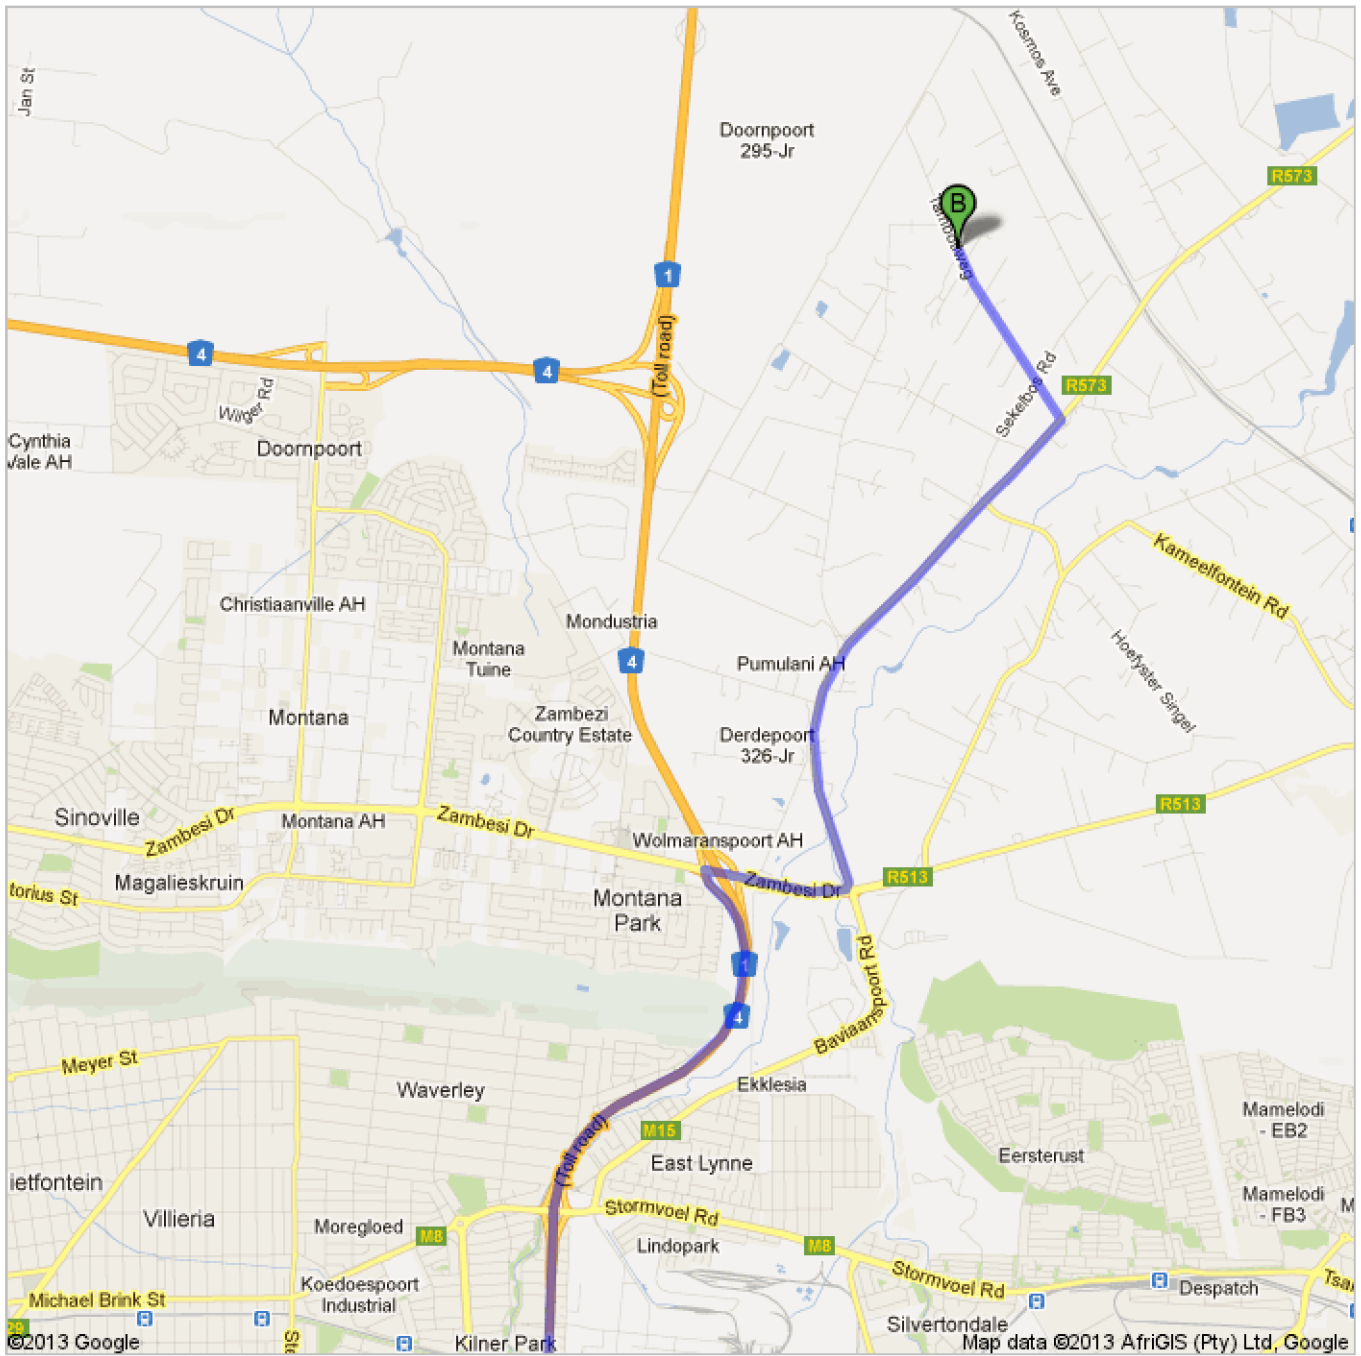 Jan St
Kosmos Ave
Doornpoort
295-Jr
R573
B
1
(Toll road)
4
4
R573
Sekelbos Rd
Wilger Rd
Cynthia
Vale AH
Doornpoort
Kameelfontein Rd
Christiaanville AH
Mondustria
Montana
Tuine
4
Pumulani AH
Hoefyster Singel
Montana
Zambezi
Country Estate
Derdepoort
326-Jr
R513
Sinoville
Zambesi Dr
Montana AH
Zambesi Dr
Wolmaranspoort AH
Magalieskruin
torius St
Montana
Park
Zambesi Dr
R513
1
4
Baviaanspoort Rd
Meyer St
Waverley
Ekklesia
Mamelodi
- EB2
M15
(Toll road)
East Lynne
Eersterust
ietfontein
Villieria
Moregloed
M8
Stormvoel Rd
Lindopark
M8
Mamelodi
- FB3
M
Koedoespoort
Industrial
Stormvoel Rd
Despatch
Tsa
Michael Brink St
Ste
29
Silvertondale
©2013 Google
Kilner Park
Map data ©2013 AfriGIS (Pty) Ltd, Google